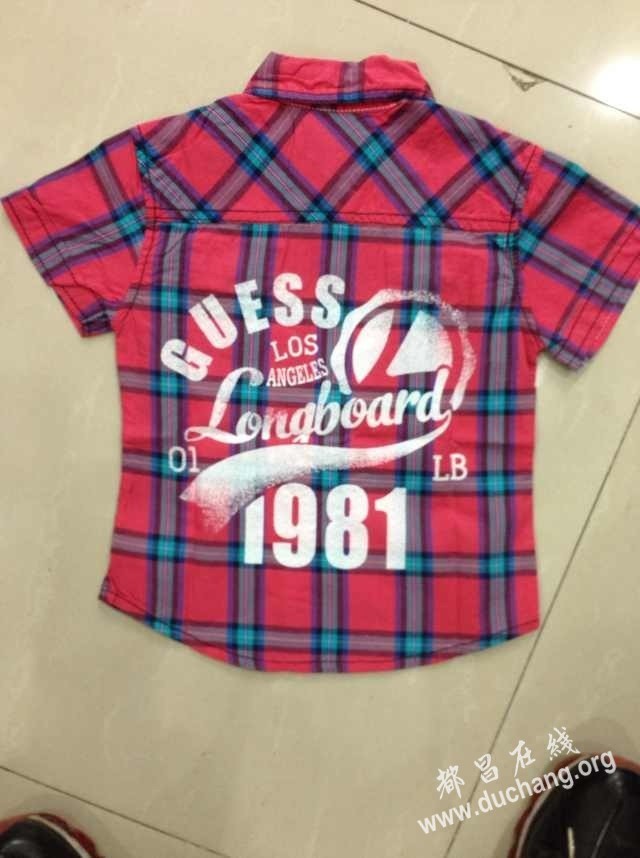 GUESS
LOS
ANGELES
Longboard
01 LB
1981
都昌在线
www.duchang.org